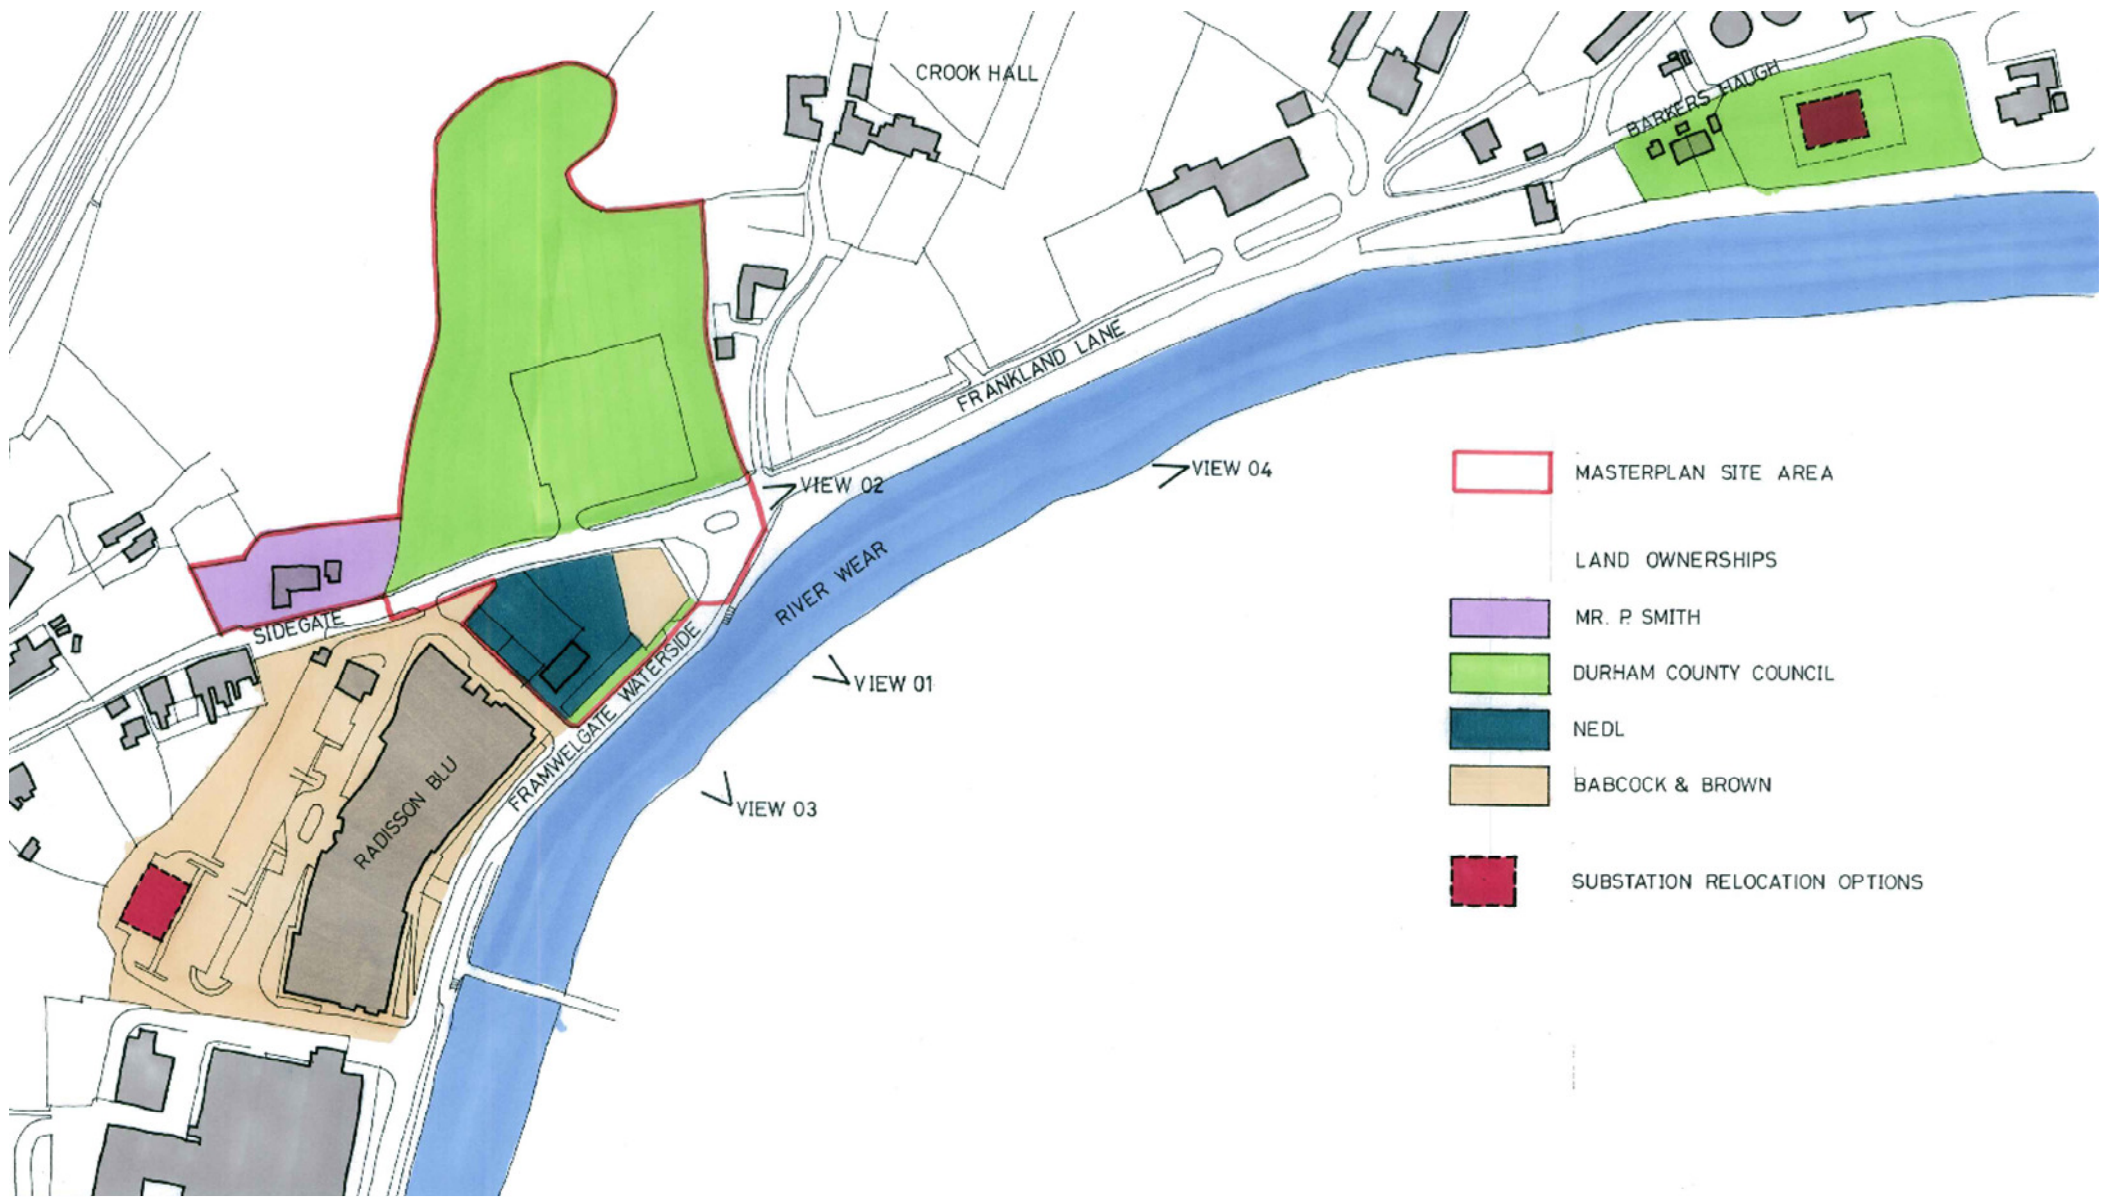 CROOK HALL
BARKERS HAUGH
FRANKLAND LANE
VIEW 04
VIEW 02
RIVER WEAR
SIDEGATE
FRAMWELGATE WATERSIDE
VIEW 01
VIEW 03
RADISSON BLU
MASTERPLAN SITE AREA
LAND OWNERSHIPS
MR. P. SMITH
DURHAM COUNTY COUNCIL
NEDL
BABCOCK & BROWN
SUBSTATION RELOCATION OPTIONS